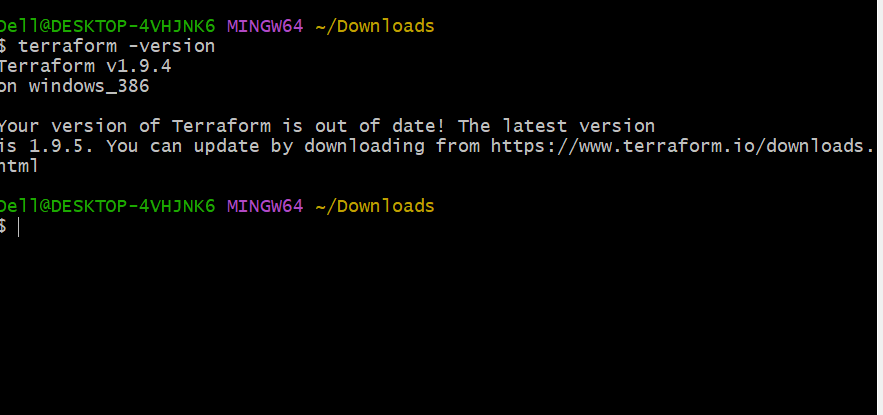 Dell@DESKTOP-4VHJNK6 MINGW64 ~/Downloads
$ terraform -version
Terraform v1.9.4
on windows_386
Your version of Terraform is out of date! The latest version
is 1.9.5. You can update by downloading from https://www.terraform.io/downloads.
html
Dell@DESKTOP-4VHJNK6 MINGW64 ~/Downloads
$